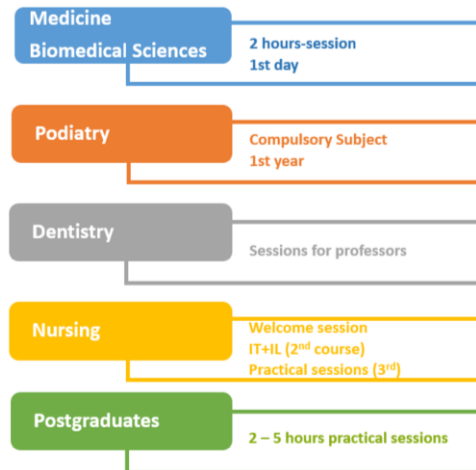 Medicine
Biomedical Sciences
2 hours-session
1st day
Podiatry
Compulsory Subject
1st year
Dentistry
Sessions for professors
Nursing
Welcome session
IT+IL (2nd course)
Practical sessions (3rd)
Postgraduates
2 – 5 hours practical sessions